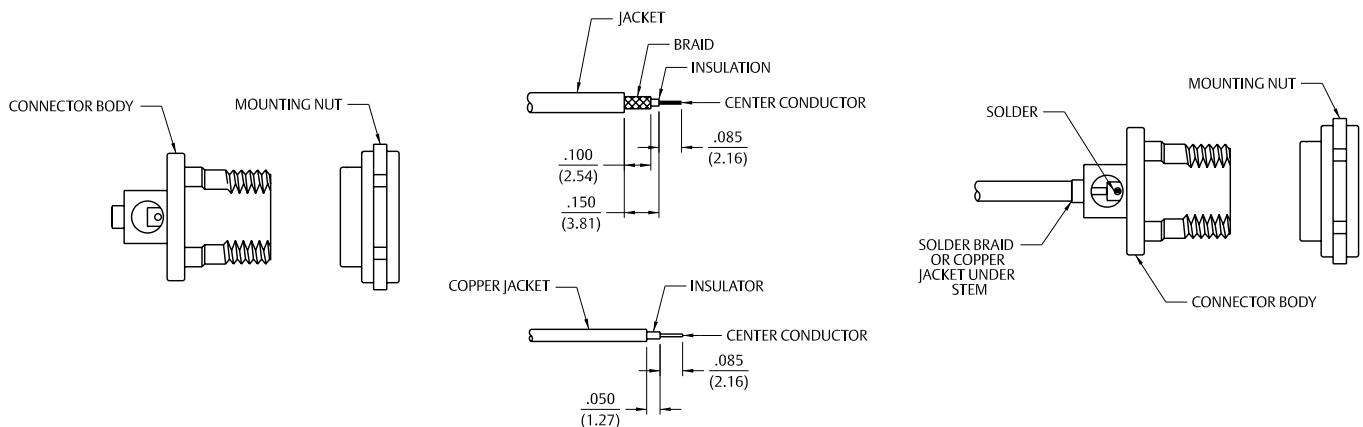 CONNECTOR BODY
MOUNTING NUT
JACKET
BRAID
INSULATION
CENTER CONDUCTOR
.085
(2.16)
.100
(2.54)
.150
(3.81)
COPPER JACKET
INSULATOR
CENTER CONDUCTOR
.085
(2.16)
.050
(1.27)
MOUNTING NUT
SOLDER
SOLDER BRAID
OR COPPER
JACKET UNDER
STEM
CONNECTOR BODY